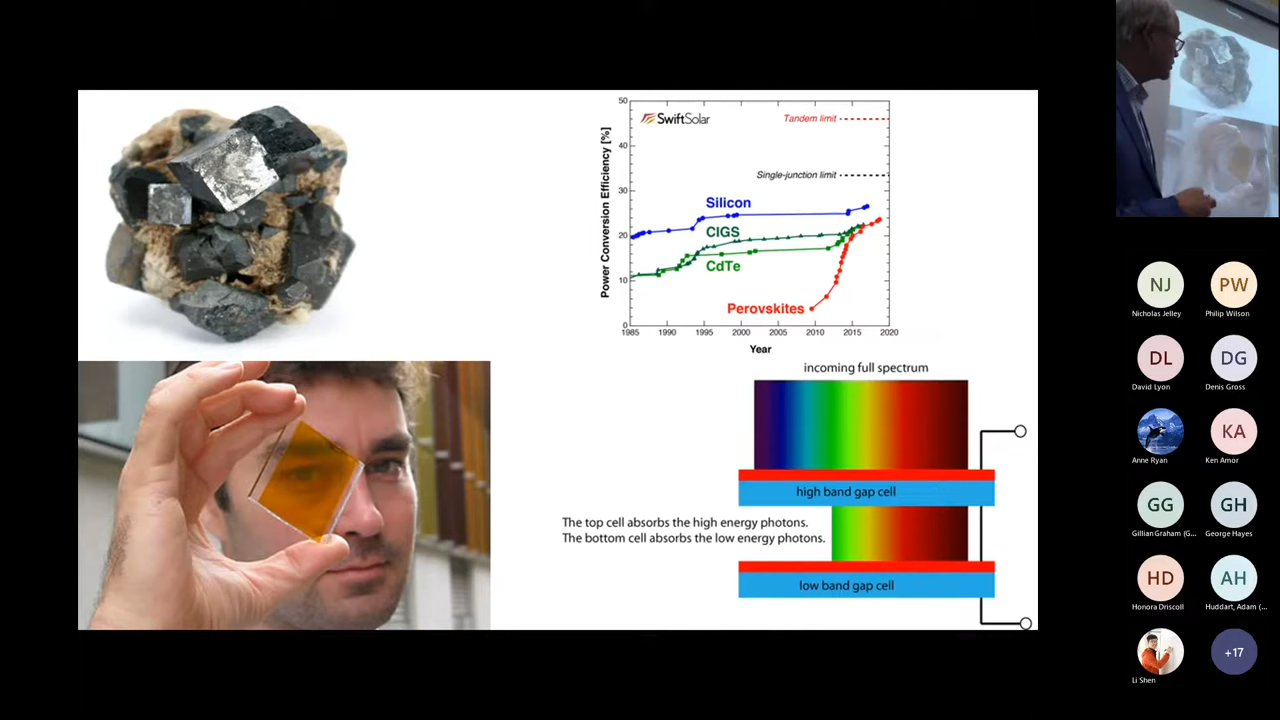 50
SwiftSolar
Tandem limit
40
Single-junction limit
30
Silicon
CIGS
20
CdTe
10
Perovskites
0
1985 1990 1995 2000 2005 2010 2015 2020
Year
Power Conversion Efficiency [%]
incoming full spectrum
high band gap cell
The top cell absorbs the high energy photons.
The bottom cell absorbs the low energy photons.
low band gap cell
NJ PW
Nicholas Jelley Philip Wilson
DL DG
David Lyon Denis Gross
KA
Anne Ryan Ken Amor
GG GH
Gillian Graham (G... George Hayes
HD AH
Honora Driscoll Huddart, Adam (...
+17
Li Shen